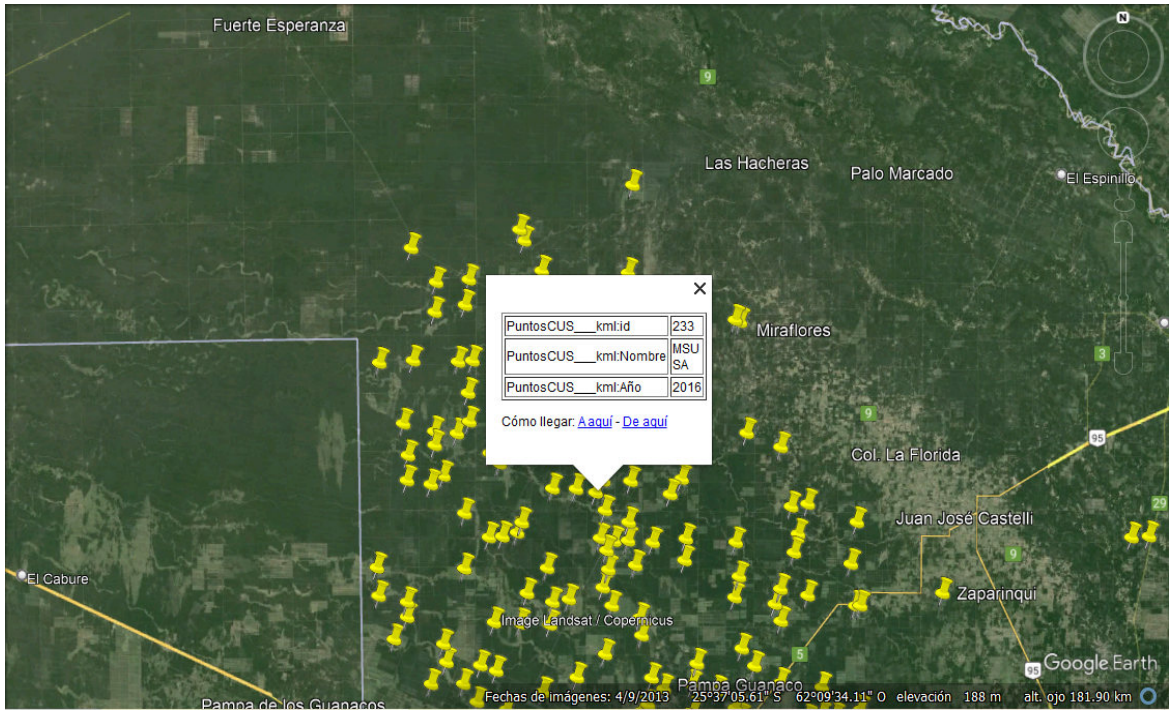 Fuerte Esperanza
N
9
Las Hacheras
Palo Marcado
El Espinillo
PuntosCUS___kml:id 233
PuntosCUS___kml:Nombre MSU SA
PuntosCUS___kml:Año 2016
Cómo llegar: A aquí - De aquí
Miraflores
3
9
95
Col. La Florida
29
Juan José Castelli
9
El Cabure
Zaparinqui
Image Landsat / Copernicus
5
95
Google Earth
Pampa Guanaco
Pampa de los Guanacos
Fechas de imágenes: 4/9/2013 25°37'05.61" S 62°09'34.11" O elevación 188 m alt. ojo 181.90 km